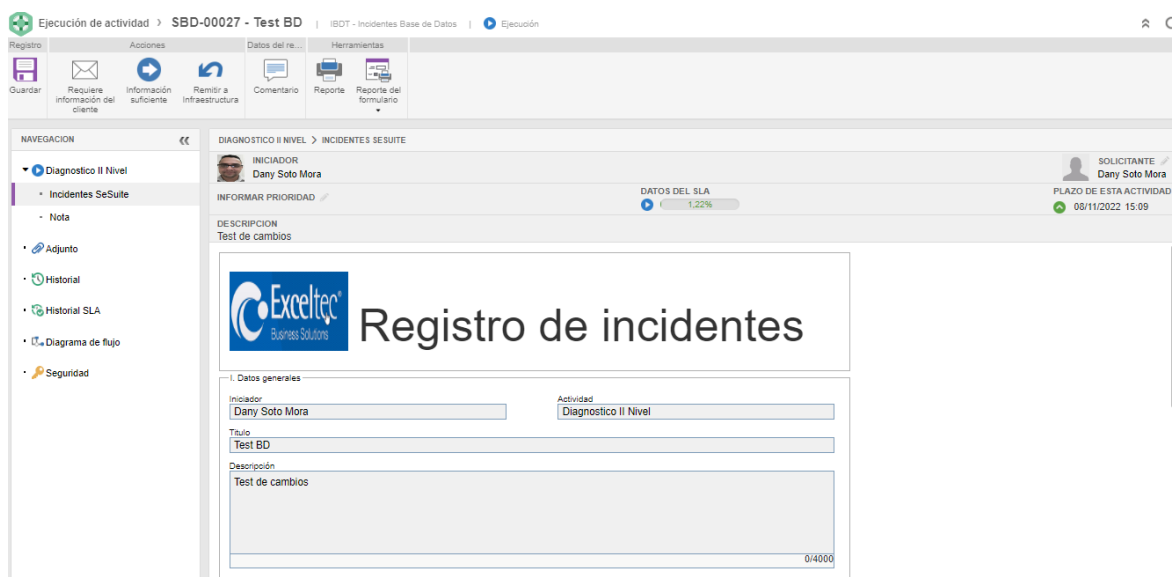 Ejecución de actividad > SBD-00027 - Test BD | IBDT - Incidentes Base de Datos | Ejecución
Registro Acciones Datos del re... Herramientas
Guardar
Requiere información del cliente
Información suficiente
Remitir a Infraestructura
Comentario
Reporte
Reporte del formulario
NAVEGACION
Diagnostico II Nivel
Incidentes SeSuite
Nota
Adjunto
Historial
Historial SLA
Diagrama de flujo
Seguridad
DIAGNOSTICO II NIVEL > INCIDENTES SESUITE
INICIADOR
Dany Soto Mora
SOLICITANTE
Dany Soto Mora
INFORMAR PRIORIDAD
DATOS DEL SLA
1,22%
PLAZO DE ESTA ACTIVIDAD
08/11/2022 15:09
DESCRIPCION
Test de cambios
Exceltec
Business Solutions
Registro de incidentes
I. Datos generales
Iniciador
Dany Soto Mora
Actividad
Diagnostico II Nivel
Titulo
Test BD
Descripción
Test de cambios
0/4000